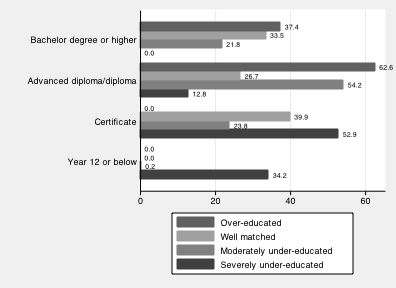 Bachelor degree or higher
37.4
33.5
21.8
0.0
Advanced diploma/diploma
62.6
26.7
54.2
12.8
Certificate
0.0
39.9
23.8
52.9
Year 12 or below
0.0
0.0
0.2
34.2
0 20 40 60
Over-educated
Well matched
Moderately under-educated
Severely under-educated